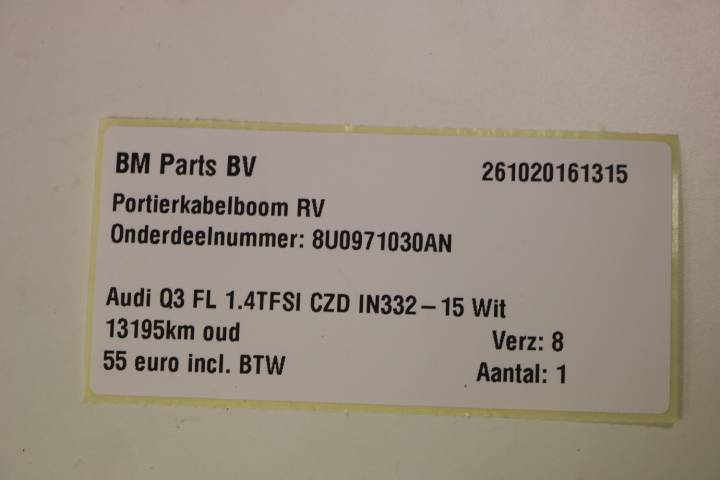 BM Parts BV 261020161315
Portierkabelboom RV
Onderdeelnummer: 8U0971030AN
Audi Q3 FL 1.4TFSI CZD IN332-15 Wit
13195km oud Verz: 8
55 euro incl. BTW Aantal: 1